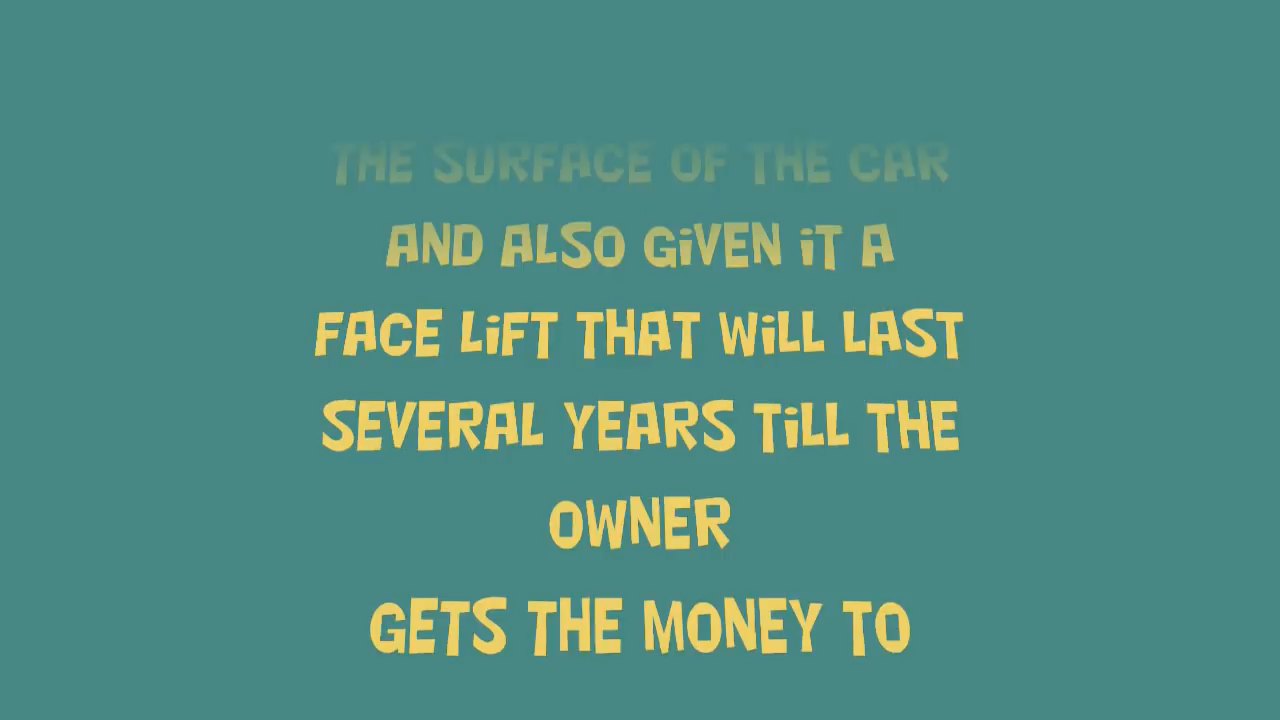 THE SURFACE OF THE CAR
AND ALSO GiVEN iT A
FACE LiFT THAT WiLL LAST
SEVERAL YEARS TiLL THE
OWNER
GETS THE MONEY TO